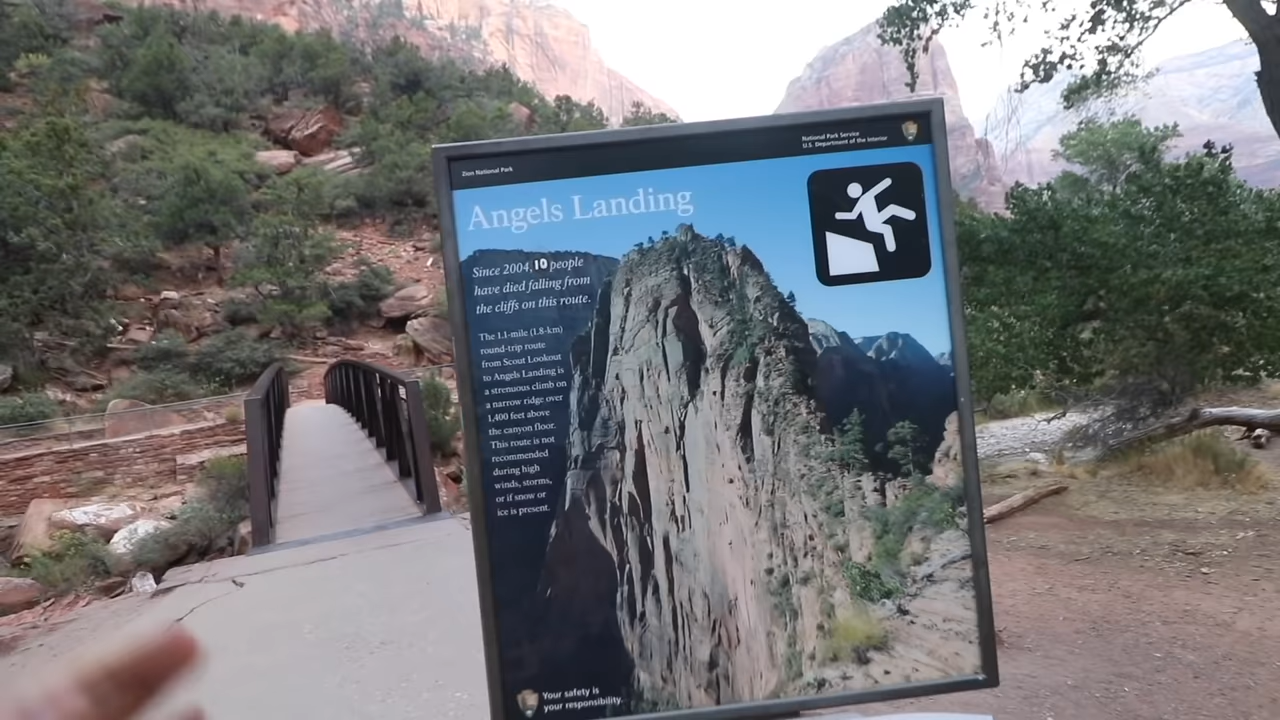 Zion National Park
National Park Service
U.S. Department of the Interior
Angels Landing
Since 2004, 10 people
have died falling from
the cliffs on this route.
The 1.1-mile (1.8-km)
round-trip route
from Scout Lookout
to Angels Landing is
a strenuous climb on
a narrow ridge over
1,400 feet above
the canyon floor.
This route is not
recommended
during high
winds, storms,
or if snow or
ice is present.
Your safety is
your responsibility.